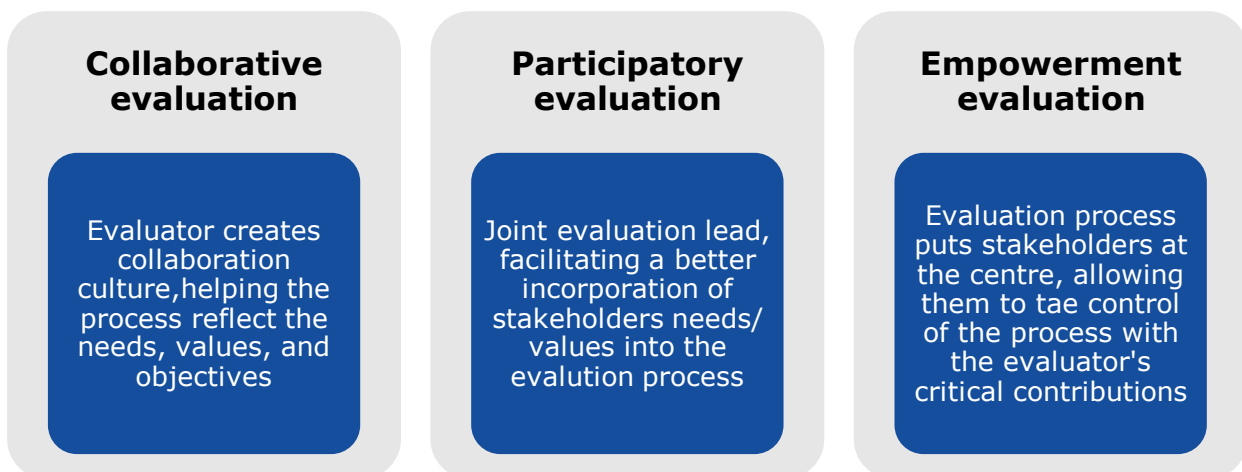 Collaborative
evaluation
Evaluator creates
collaboration
culture,helping the
process reflect the
needs, values, and
objectives
Participatory
evaluation
Joint evaluation lead,
facilitating a better
incorporation of
stakeholders needs/
values into the
evalution process
Empowerment
evaluation
Evaluation process
puts stakeholders at
the centre, allowing
them to tae control
of the process with
the evaluator's
critical contributions